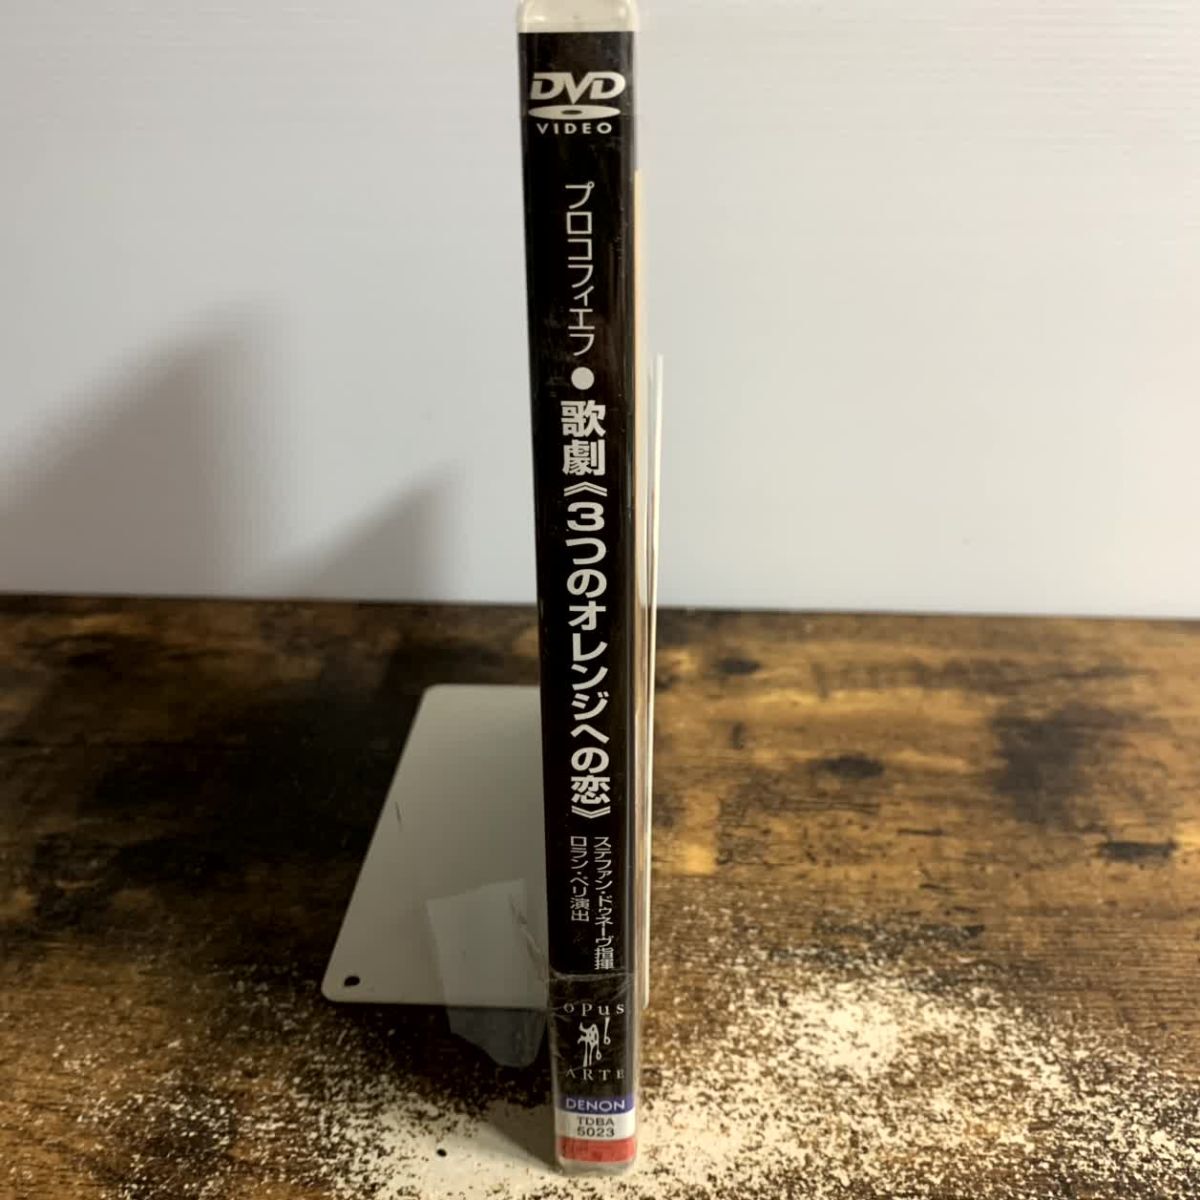 DVD
VIDEO
プロコフィエフ●歌劇《3つのオレンジへの恋》
ステファン・ドゥネーヴ指揮
ロラン・ペリ演出
opus
ARTE
DENON
TDBA
5023